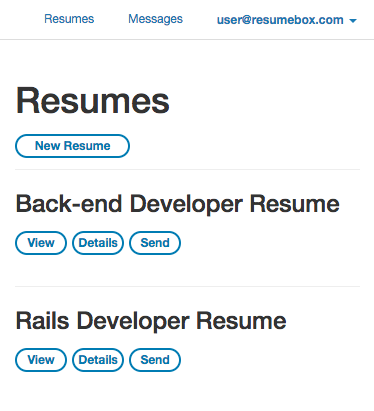 Resumes Messages user@resumebox.com
Resumes
New Resume
Back-end Developer Resume
View Details Send
Rails Developer Resume
View Details Send